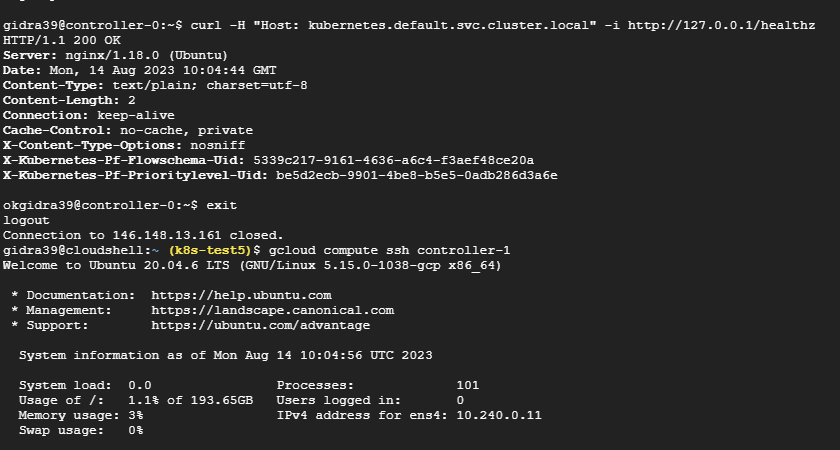 gidra39@controller-0:~$ curl -H "Host: kubernetes.default.svc.cluster.local" -i http://127.0.0.1/healthz
HTTP/1.1 200 OK
Server: nginx/1.18.0 (Ubuntu)
Date: Mon, 14 Aug 2023 10:04:44 GMT
Content-Type: text/plain; charset=utf-8
Content-Length: 2
Connection: keep-alive
Cache-Control: no-cache, private
X-Content-Type-Options: nosniff
X-Kubernetes-Pf-Flowschema-Uid: 5339c217-9161-4636-a6c4-f3aef48ce20a
X-Kubernetes-Pf-Prioritylevel-Uid: be5d2ecb-9901-4be8-b5e5-0adb286d3a6e
okgidra39@controller-0:~$ exit
logout
Connection to 146.148.13.161 closed.
gidra39@cloudshell:~ (k8s-test5)$ gcloud compute ssh controller-1
Welcome to Ubuntu 20.04.6 LTS (GNU/Linux 5.15.0-1038-gcp x86_64)
* Documentation: https://help.ubuntu.com
* Management: https://landscape.canonical.com
* Support: https://ubuntu.com/advantage
System information as of Mon Aug 14 10:04:56 UTC 2023
System load: 0.0 Processes: 101
Usage of /: 1.1% of 193.65GB Users logged in: 0
Memory usage: 3% IPv4 address for ens4: 10.240.0.11
Swap usage: 0%